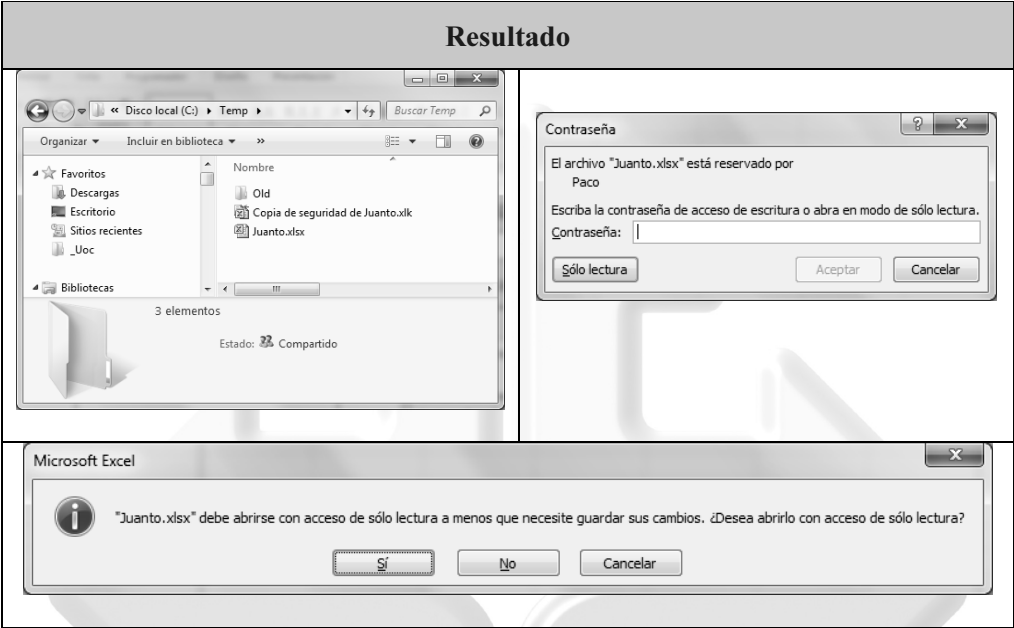 Resultado
« Disco local (C:) ▸ Temp ▸
Buscar Temp
Organizar ▾ Incluir en biblioteca ▾ »
Favoritos
Descargas
Escritorio
Sitios recientes
_Uoc
Bibliotecas
Nombre
Old
Copia de seguridad de Juanto.xlk
Juanto.xlsx
3 elementos
Estado: Compartido
Contraseña
El archivo "Juanto.xlsx" está reservado por
Paco
Escriba la contraseña de acceso de escritura o abra en modo de sólo lectura.
Contraseña:
Sólo lectura Aceptar Cancelar
Microsoft Excel
"Juanto.xlsx" debe abrirse con acceso de sólo lectura a menos que necesite guardar sus cambios. ¿Desea abrirlo con acceso de sólo lectura?
Sí No Cancelar